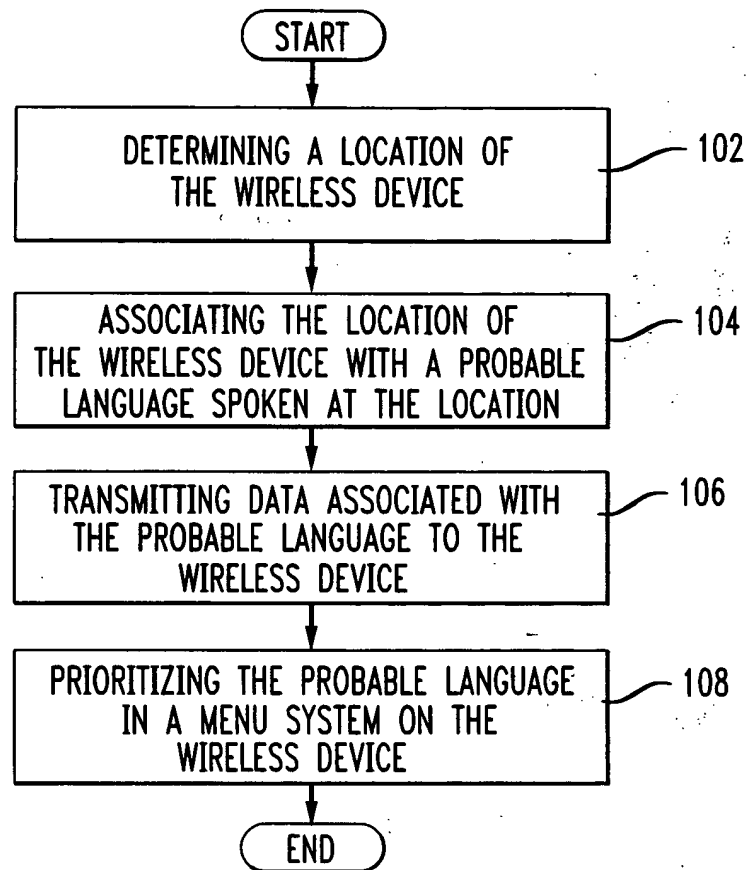 START
DETERMINING A LOCATION OF
THE WIRELESS DEVICE
102
ASSOCIATING THE LOCATION OF
THE WIRELESS DEVICE WITH A PROBABLE
LANGUAGE SPOKEN AT THE LOCATION
104
TRANSMITTING DATA ASSOCIATED WITH
THE PROBABLE LANGUAGE TO THE
WIRELESS DEVICE
106
PRIORITIZING THE PROBABLE LANGUAGE
IN A MENU SYSTEM ON THE
WIRELESS DEVICE
108
END